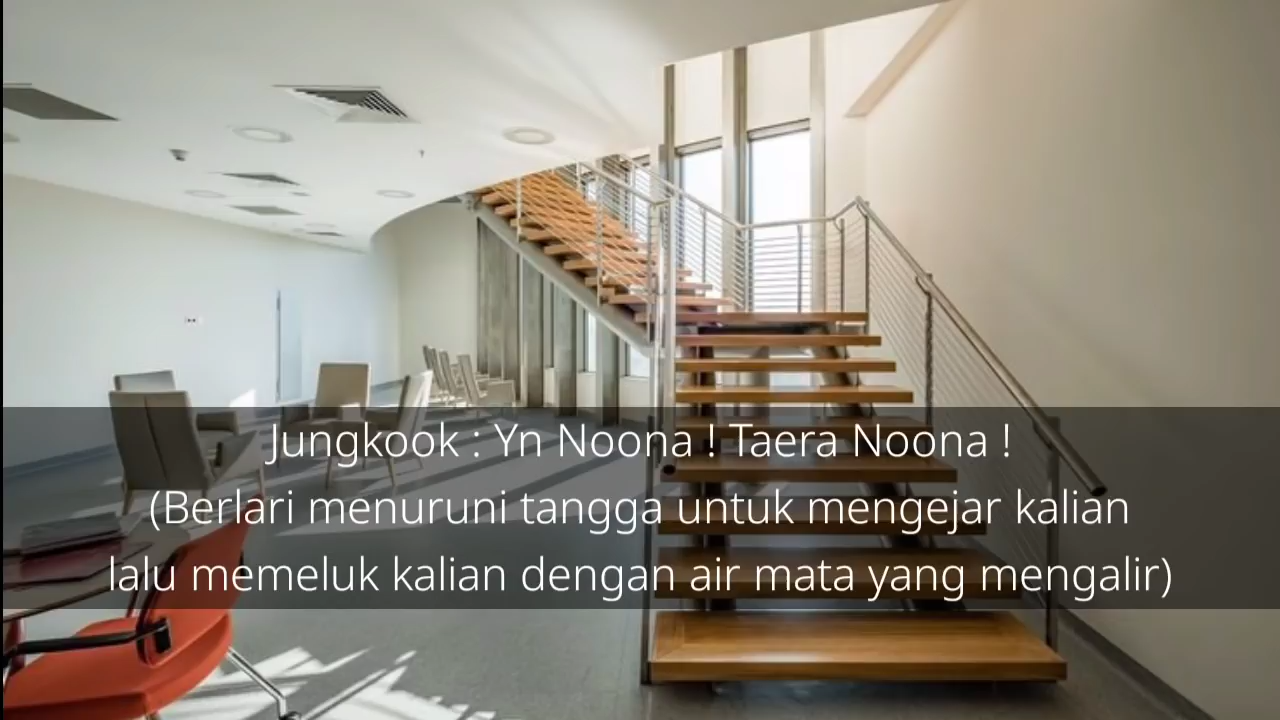 Jungkook : Yn Noona ! Taera Noona !
(Berlari menuruni tangga untuk mengejar kalian
lalu memeluk kalian dengan air mata yang mengalir)